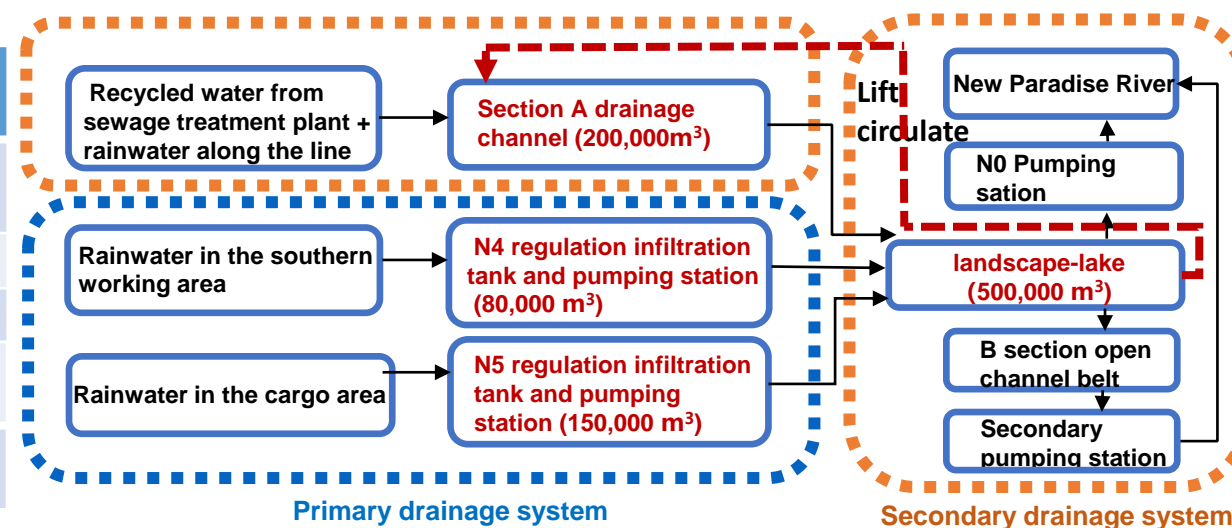 Recycled water from
sewage treatment plant +
rainwater along the line
Section A drainage
channel (200,000m³)
Lift
circulate
New Paradise River
N0 Pumping
sation
Rainwater in the southern
working area
N4 regulation infiltration
tank and pumping station
(80,000 m³)
landscape-lake
(500,000 m³)
Rainwater in the cargo area
N5 regulation infiltration
tank and pumping
station (150,000 m³)
B section open
channel belt
Secondary
pumping station
Primary drainage system
Secondary drainage system